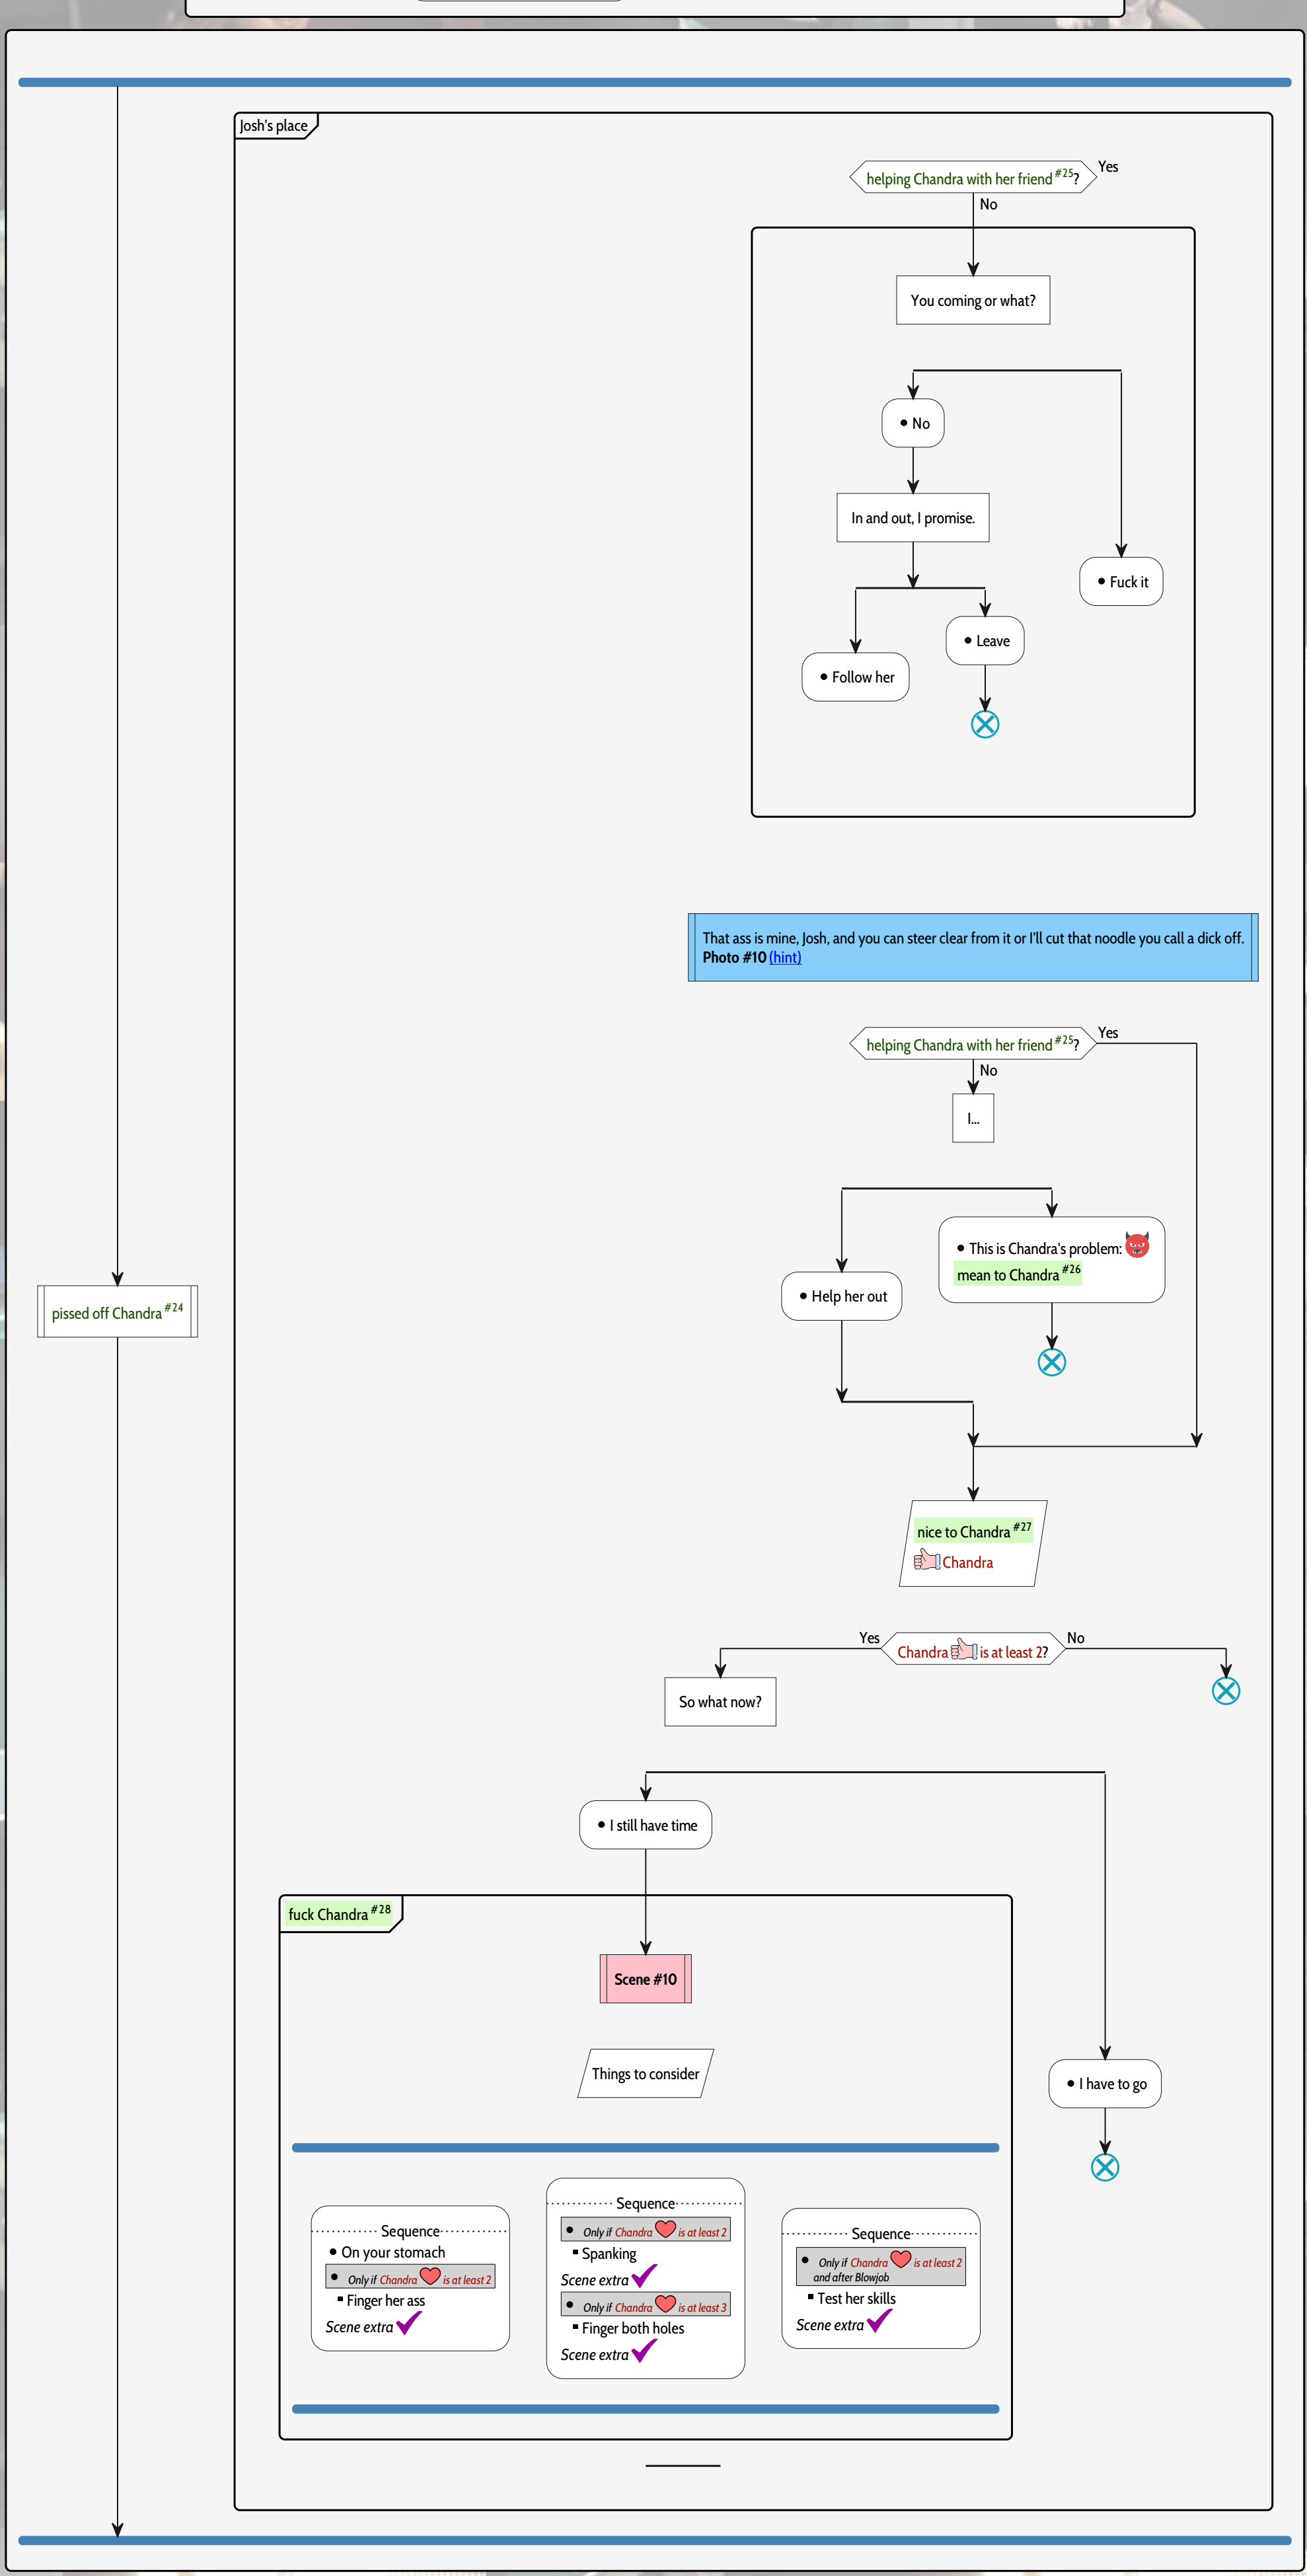 Josh's place
helping Chandra with her friend #25?
Yes
No
You coming or what?
• No
In and out, I promise.
• Fuck it
• Leave
• Follow her
That ass is mine, Josh, and you can steer clear from it or I'll cut that noodle you call a dick off.
Photo #10 (hint)
helping Chandra with her friend #25?
Yes
No
I...
• This is Chandra's problem:
mean to Chandra #26
• Help her out
pissed off Chandra #24
nice to Chandra #27
Chandra
Yes
Chandra is at least 2?
No
So what now?
• I still have time
fuck Chandra #28
Scene #10
Things to consider
• I have to go
Sequence
• On your stomach
• Only if Chandra is at least 2
▪ Finger her ass
Scene extra
Sequence
• Only if Chandra is at least 2
▪ Spanking
Scene extra
• Only if Chandra is at least 3
▪ Finger both holes
Scene extra
Sequence
• Only if Chandra is at least 2
and after Blowjob
▪ Test her skills
Scene extra